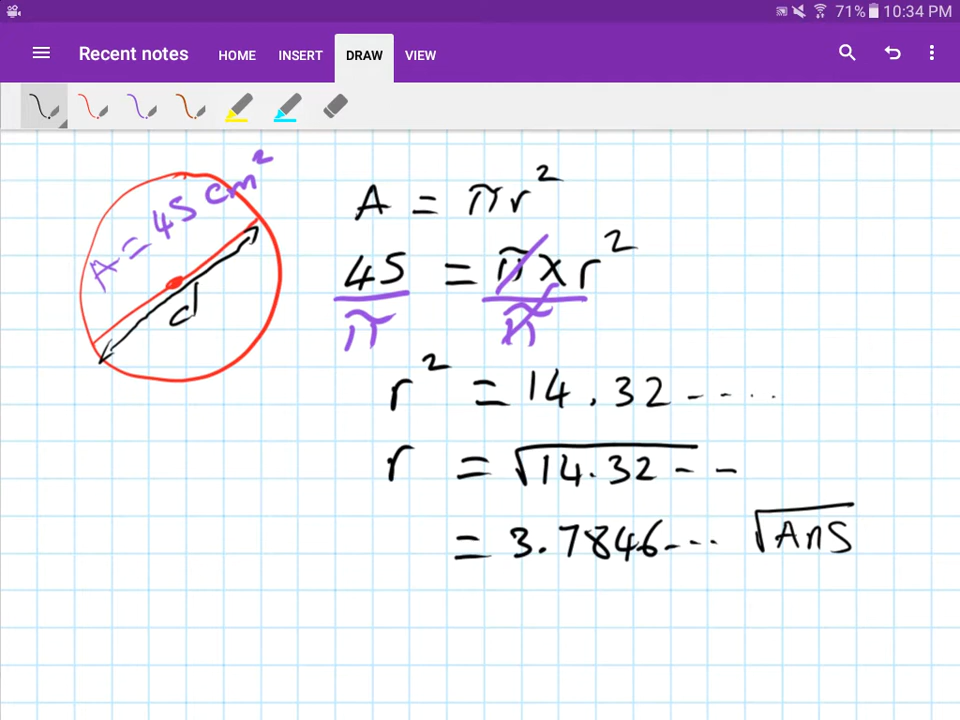 71% 10:34 PM
Recent notes HOME INSERT DRAW VIEW
A = 45 cm²
d
A = πr²
45 = π × r²
π π
r² = 14.32 - - - - -
r = √14.32 - -
= 3.7846 - - - √Ans